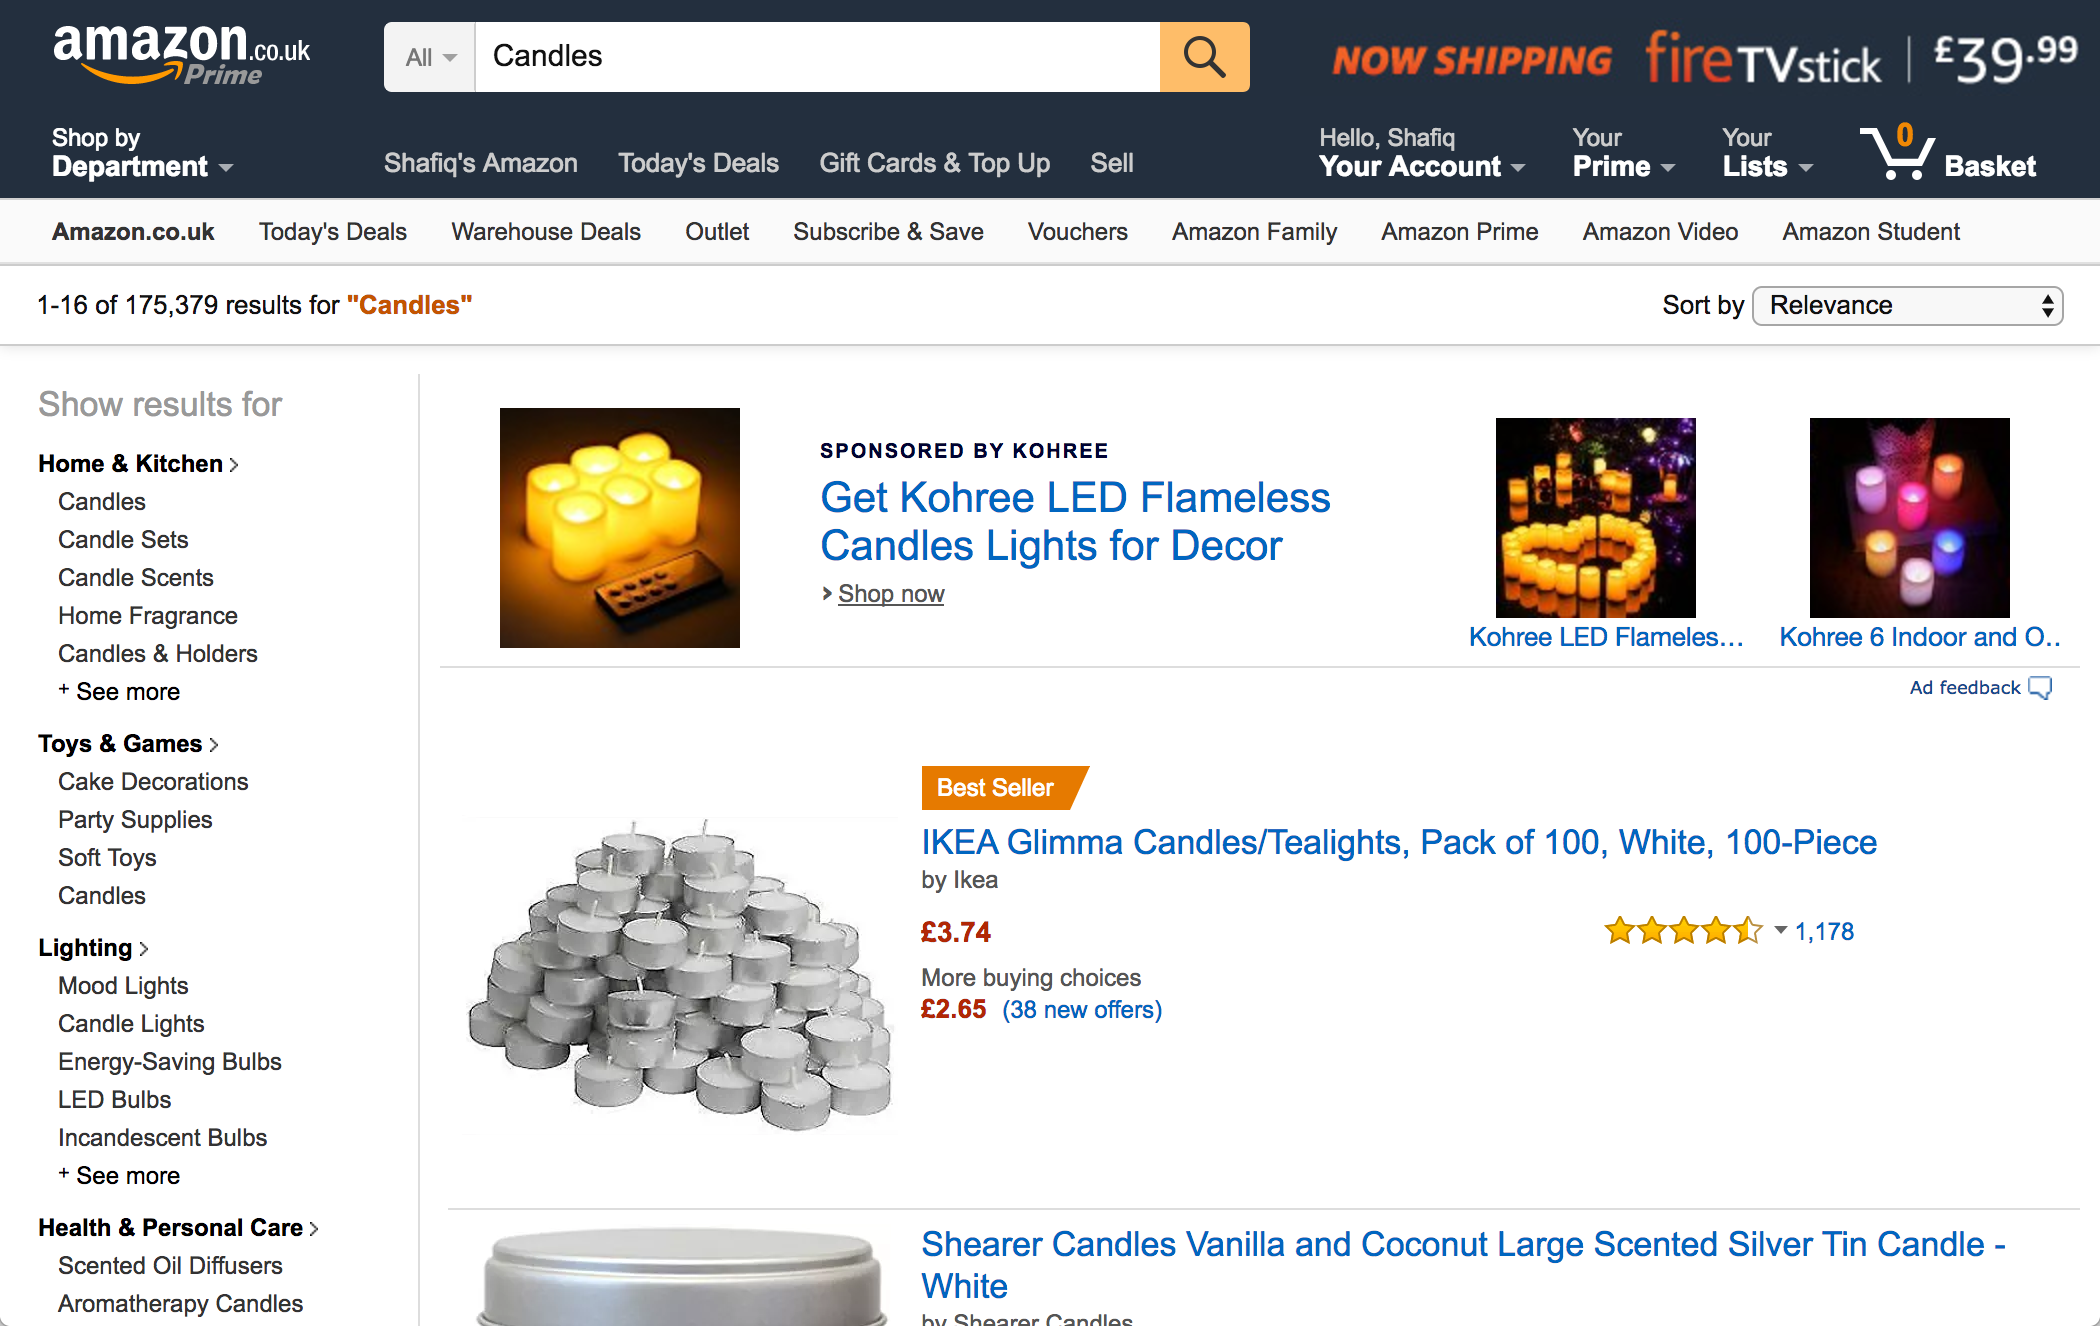 amazon.co.uk
Prime
All
Candles
NOW SHIPPING fireTVstick | £39.99
Shop by
Department
Shafiq's Amazon
Today's Deals
Gift Cards & Top Up
Sell
Hello, Shafiq
Your Account
Your
Prime
Your
Lists
0
Basket
Amazon.co.uk
Today's Deals
Warehouse Deals
Outlet
Subscribe & Save
Vouchers
Amazon Family
Amazon Prime
Amazon Video
Amazon Student
1-16 of 175,379 results for "Candles"
Sort by
Relevance
Show results for
Home & Kitchen
Candles
Candle Sets
Candle Scents
Home Fragrance
Candles & Holders
+ See more
Toys & Games
Cake Decorations
Party Supplies
Soft Toys
Candles
Lighting
Mood Lights
Candle Lights
Energy-Saving Bulbs
LED Bulbs
Incandescent Bulbs
+ See more
Health & Personal Care
Scented Oil Diffusers
Aromatherapy Candles
SPONSORED BY KOHREE
Get Kohree LED Flameless
Candles Lights for Decor
Shop now
Kohree LED Flameles...
Kohree 6 Indoor and O..
Ad feedback
Best Seller
IKEA Glimma Candles/Tealights, Pack of 100, White, 100-Piece
by Ikea
£3.74
1,178
More buying choices
£2.65 (38 new offers)
Shearer Candles Vanilla and Coconut Large Scented Silver Tin Candle -
White
by Shearer Candles